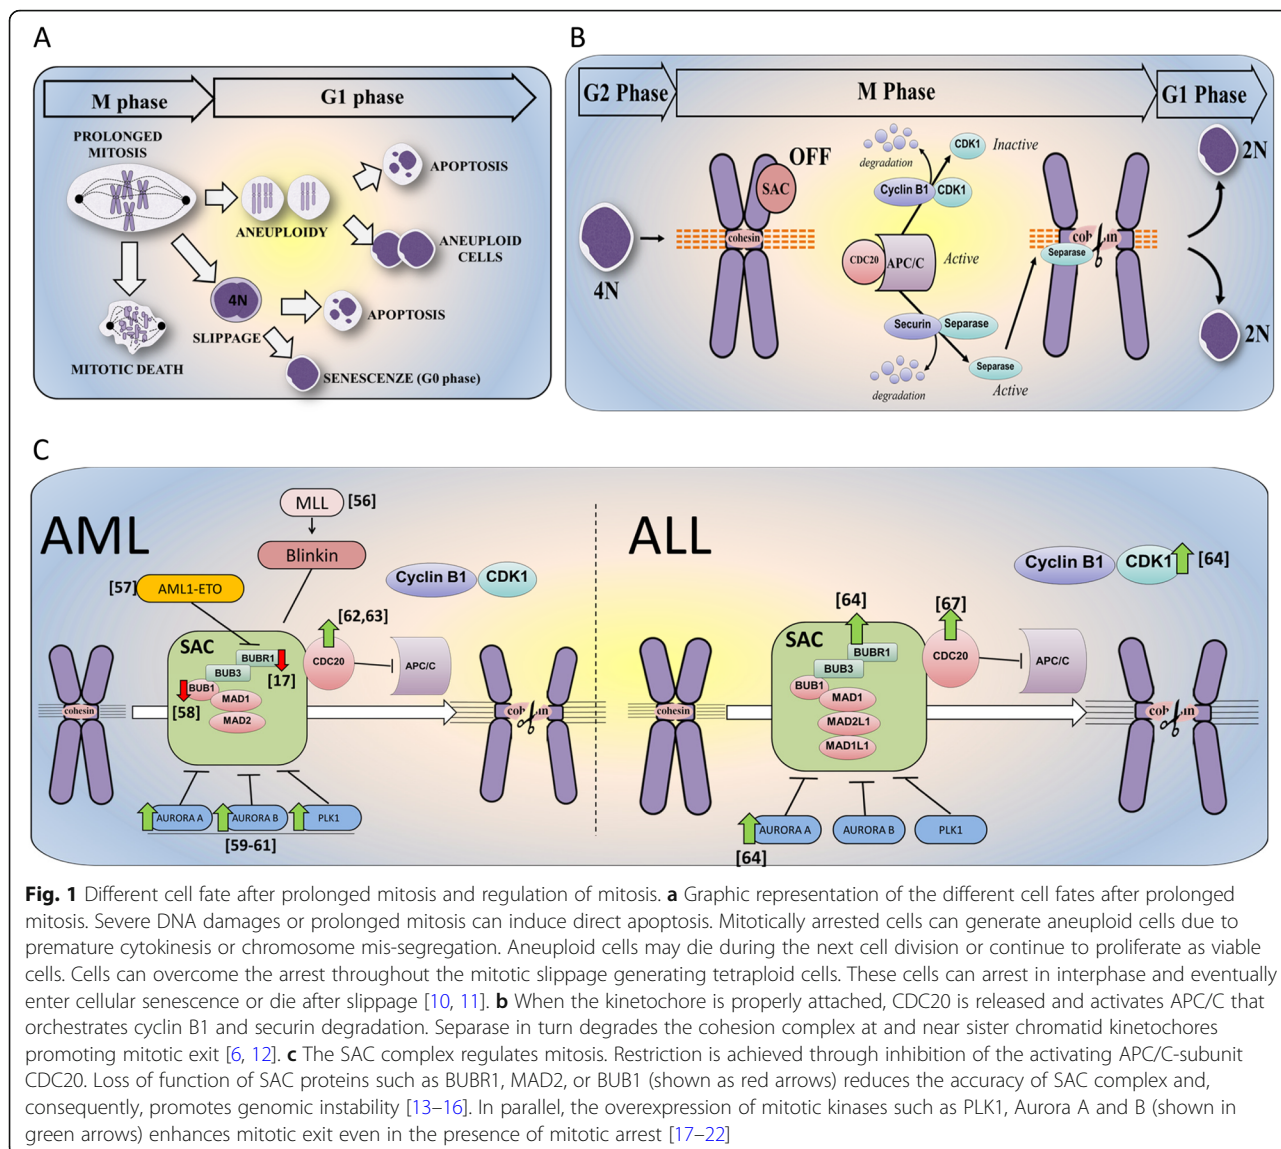 A
M phase
G1 phase
PROLONGED
MITOSIS
APOPTOSIS
ANEUPLOIDY
ANEUPLOID
CELLS
4N
SLIPPAGE
APOPTOSIS
MITOTIC DEATH
SENESCENZE (G0 phase)
B
G2 Phase
M Phase
G1 Phase
4N
OFF
SAC
cohesin
degradation
CDK1
Inactive
Cyclin B1
CDK1
CDC20
APC/C
Active
Securin
Separase
degradation
Separase
Active
cob in
Separase
2N
2N
C
AML
MLL
[56]
Blinkin
[57]
AML1-ETO
Cyclin B1
CDK1
SAC
[62,63]
BUBR1
BUB3
[17]
BUB1
[58]
MAD1
MAD2
CDC20
APC/C
cohesin
cob in
AURORA A
AURORA B
PLK1
[59-61]
ALL
Cyclin B1
CDK1
[64]
[64]
[67]
SAC
BUBR1
BUB3
BUB1
MAD1
MAD2L1
MAD1L1
CDC20
APC/C
cohesin
cob in
AURORA A
AURORA B
PLK1
[64]
Fig. 1 Different cell fate after prolonged mitosis and regulation of mitosis. a Graphic representation of the different cell fates after prolonged
mitosis. Severe DNA damages or prolonged mitosis can induce direct apoptosis. Mitotically arrested cells can generate aneuploid cells due to
premature cytokinesis or chromosome mis-segregation. Aneuploid cells may die during the next cell division or continue to proliferate as viable
cells. Cells can overcome the arrest throughout the mitotic slippage generating tetraploid cells. These cells can arrest in interphase and eventually
enter cellular senescence or die after slippage [10, 11]. b When the kinetochore is properly attached, CDC20 is released and activates APC/C that
orchestrates cyclin B1 and securin degradation. Separase in turn degrades the cohesion complex at and near sister chromatid kinetochores
promoting mitotic exit [6, 12]. c The SAC complex regulates mitosis. Restriction is achieved through inhibition of the activating APC/C-subunit
CDC20. Loss of function of SAC proteins such as BUBR1, MAD2, or BUB1 (shown as red arrows) reduces the accuracy of SAC complex and,
consequently, promotes genomic instability [13–16]. In parallel, the overexpression of mitotic kinases such as PLK1, Aurora A and B (shown in
green arrows) enhances mitotic exit even in the presence of mitotic arrest [17–22]